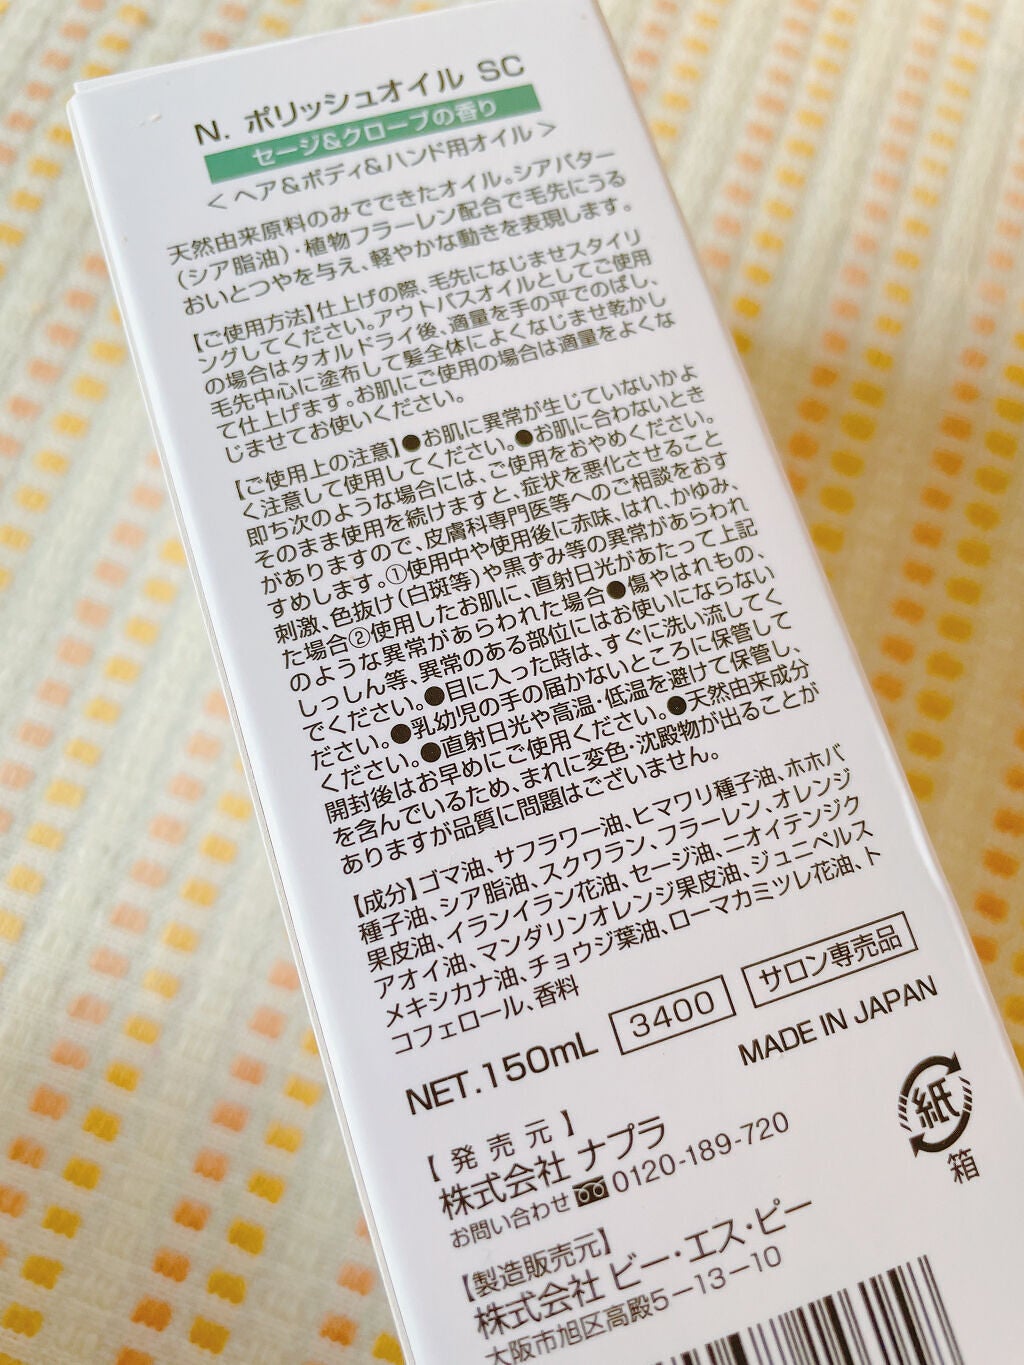 N. ポリッシュオイル SC
セージ&クローブの香り
<ヘア&ボディ&ハンド用オイル>
天然由来原料のみでできたオイル。シアバター
(シア脂油)・植物フラーレン配合で毛先にうる
おいとつやを与え、軽やかな動きを表現します。
【ご使用方法】仕上げの際、毛先になじませスタイリ
ングしてください。アウトバスオイルとしてご使用
の場合はタオルドライ後、適量を手の平でのばし、
毛先中心に塗布して髪全体によくなじませ乾かし
て仕上げます。お肌にご使用の場合は適量をよくな
じませてお使いください。
【ご使用上の注意】●お肌に異常が生じていないかよ
く注意して使用してください。●お肌に合わないとき
即ち次のような場合には、ご使用をおやめください。
そのまま使用を続けますと、症状を悪化させること
がありますので、皮膚科専門医等へのご相談をおす
すめします。①使用中や使用後に赤味、はれ、かゆみ、
刺激、色抜け(白斑等)や黒ずみ等の異常があらわれ
た場合②使用したお肌に、直射日光があたって上記
のような異常があらわれた場合●傷やはれもの、
しっしん等、異常のある部位にはお使いにならない
でください。●目に入った時は、すぐに洗い流してく
ださい。●乳幼児の手の届かないところに保管して
ください。●直射日光や高温・低温を避けて保管し、
開封後はお早めにご使用ください。●天然由来成分
を含んでいるため、まれに変色・沈殿物が出ることが
ありますが品質に問題はございません。
【成分】ゴマ油、サフラワー油、ヒマワリ種子油、ホホバ
種子油、シア脂油、スクワラン、フラーレン、オレンジ
果皮油、イランイラン花油、セージ油、ニオイテンジク
アオイ油、マンダリンオレンジ果皮油、ジュニペルス
メキシカナ油、チョウジ葉油、ローマカミツレ花油、ト
コフェロール、香料
NET.150mL 3400 サロン専売品
MADE IN JAPAN
【発売元】
株式会社 ナプラ
お問い合わせ 0120-189-720
紙
箱
【製造販売元】
株式会社 ビー・エス・ピー
大阪市旭区高殿5-13-10